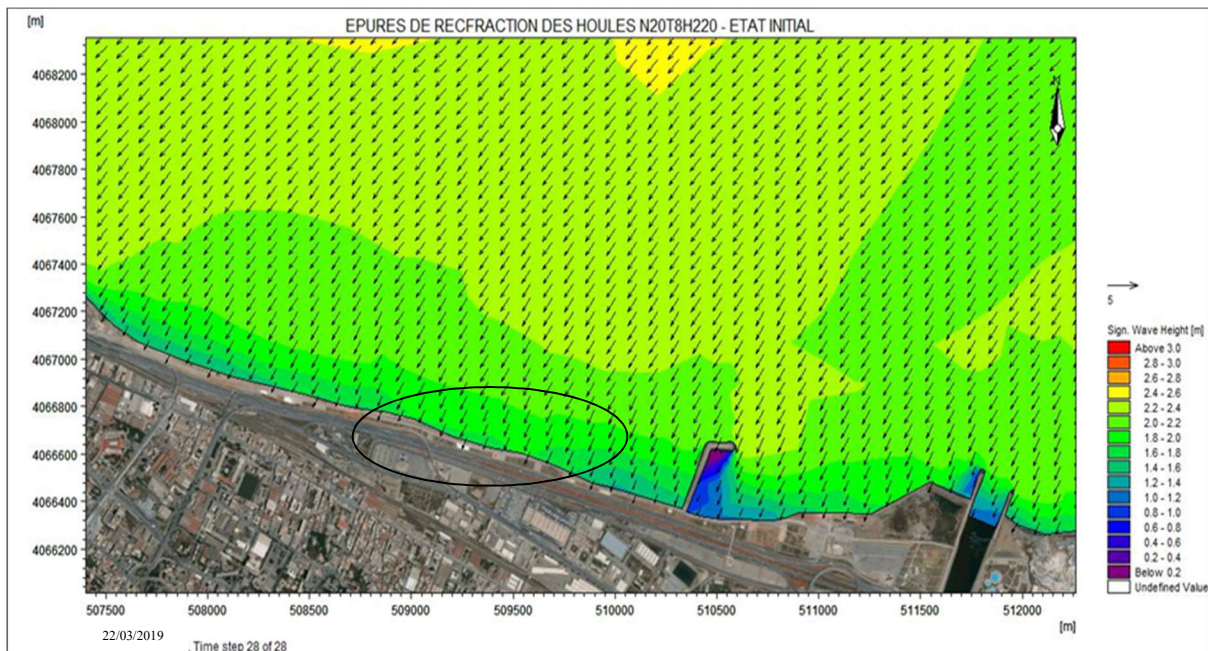 EPURES DE RECFRACTION DES HOULES N20T8H220 - ETAT INITIAL
[m]
4068200
4068000
4067800
4067600
4067400
4067200
4067000
4066800
4066600
4066400
4066200
507500 508000 508500 509000 509500 510000 510500 511000 511500 512000
[m]
N
5
Sign. Wave Height [m]
Above 3.0
2.8 - 3.0
2.6 - 2.8
2.4 - 2.6
2.2 - 2.4
2.0 - 2.2
1.8 - 2.0
1.6 - 1.8
1.4 - 1.6
1.2 - 1.4
1.0 - 1.2
0.8 - 1.0
0.6 - 0.8
0.4 - 0.6
0.2 - 0.4
Below 0.2
Undefined Value
22/03/2019
, Time step 28 of 28